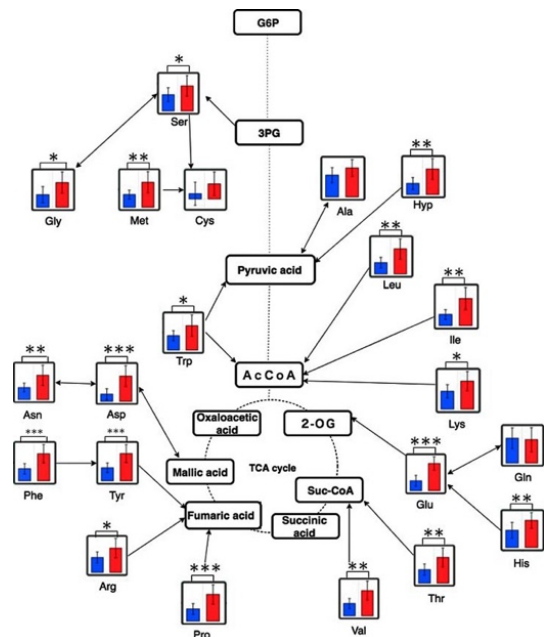 G6P
*
Ser
3PG
*
**
Gly
Met
Cys
Ala
**
Hyp
**
Leu
Pyruvic acid
**
Ile
*
Trp
AcCoA
*
Lys
**
***
Asn
Asp
Oxaloacetic
acid
2-OG
***
Glu
Gln
***
***
Phe
Tyr
Mallic acid
TCA cycle
Suc-CoA
**
His
Fumaric acid
Succinic
acid
*
Arg
***
Pro
**
Val
**
Thr